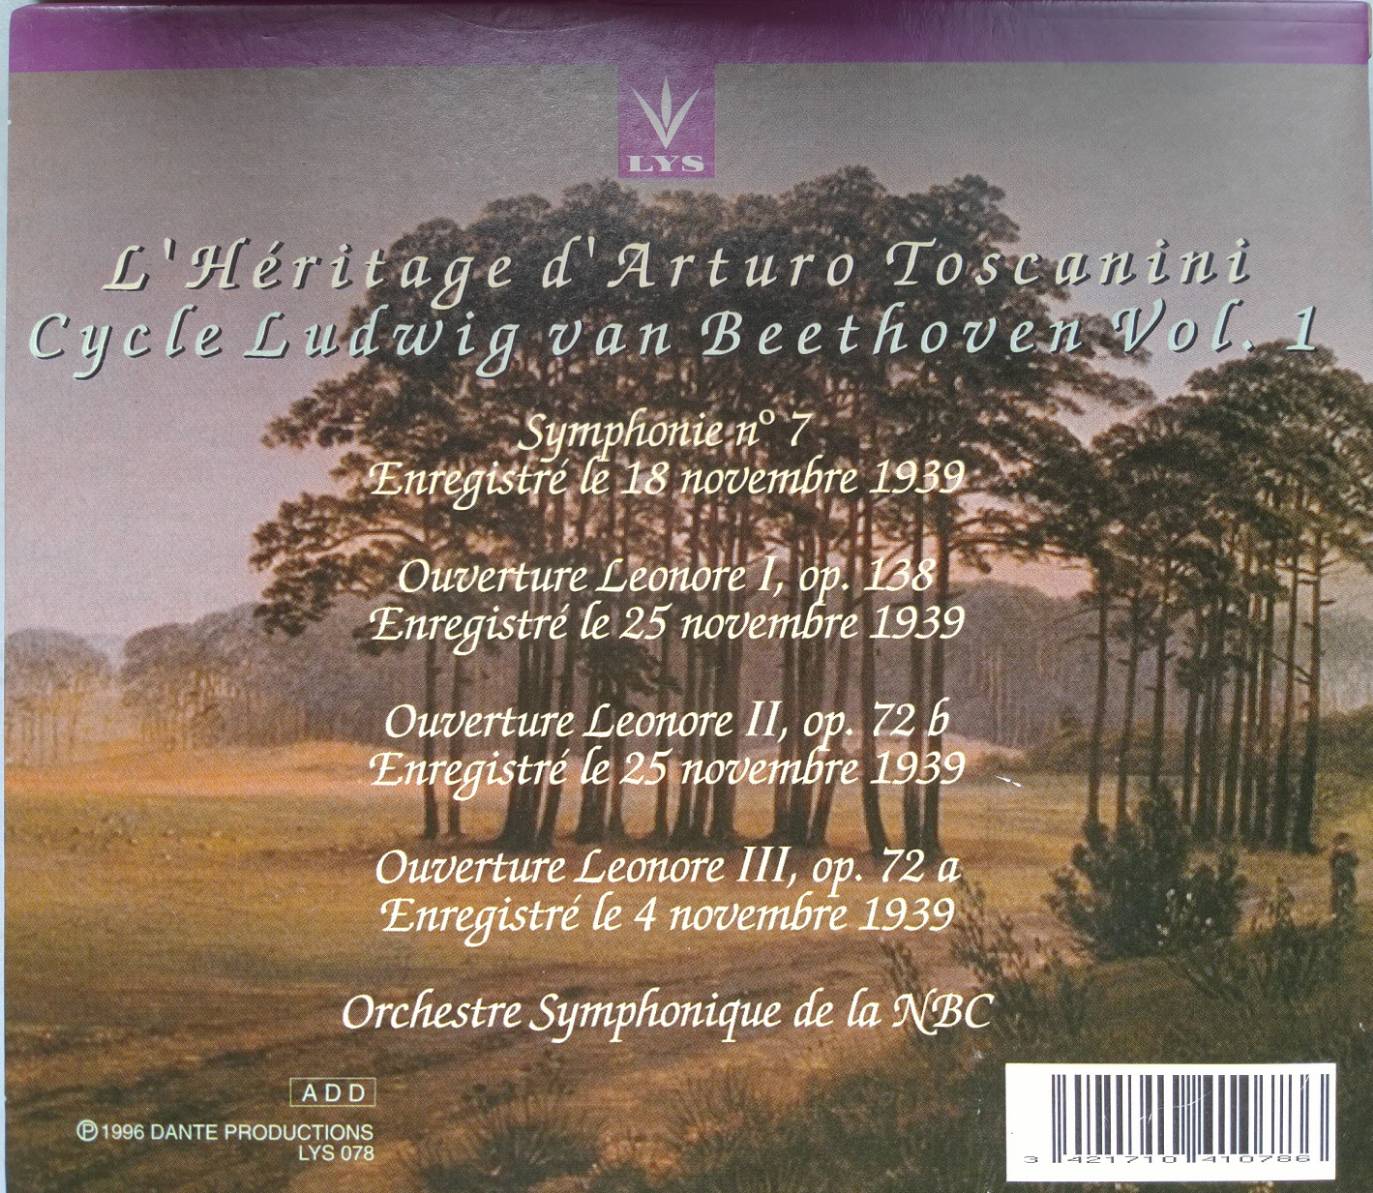 LYS
L'Héritage d'Arturo Toscanini
Cycle Ludwig van Beethoven Vol. 1
Symphonie n° 7
Enregistré le 18 novembre 1939
Ouverture Leonore I, op. 138
Enregistré le 25 novembre 1939
Ouverture Leonore II, op. 72 b
Enregistré le 25 novembre 1939
Ouverture Leonore III, op. 72 a
Enregistré le 4 novembre 1939
Orchestre Symphonique de la NBC
ADD
℗1996 DANTE PRODUCTIONS
LYS 078
3 421710 410786